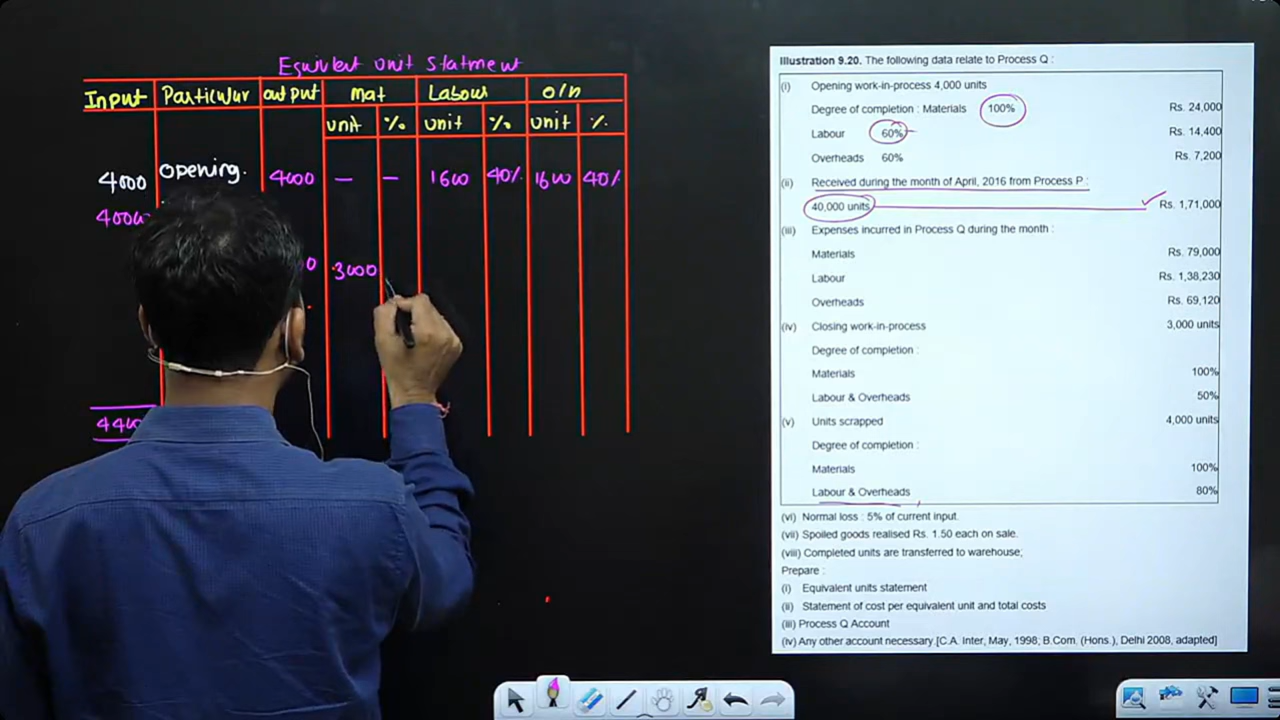 Equivlent unit Statment
Input Particular output Mat Labour O/H
unit % unit % unit %
4000 Opening. 4000 — — 1600 40% 1600 40%
4000
0 3000
440
Illustration 9.20. The following data relate to Process Q :
(i) Opening work-in-process 4,000 units
Degree of completion : Materials 100% Rs. 24,000
Labour 60% Rs. 14,400
Overheads 60% Rs. 7,200
(ii) Received during the month of April, 2016 from Process P :
40,000 units Rs. 1,71,000
(iii) Expenses incurred in Process Q during the month :
Materials Rs. 79,000
Labour Rs. 1,38,230
Overheads Rs. 69,120
(iv) Closing work-in-process 3,000 units
Degree of completion :
Materials 100%
Labour & Overheads 50%
(v) Units scrapped 4,000 units
Degree of completion :
Materials 100%
Labour & Overheads 80%
(vi) Normal loss : 5% of current input.
(vii) Spoiled goods realised Rs. 1.50 each on sale.
(viii) Completed units are transferred to warehouse;
Prepare :
(i) Equivalent units statement
(ii) Statement of cost per equivalent unit and total costs
(iii) Process Q Account
(iv) Any other account necessary [C.A. Inter, May, 1998; B.Com. (Hons.), Delhi 2008, adapted]